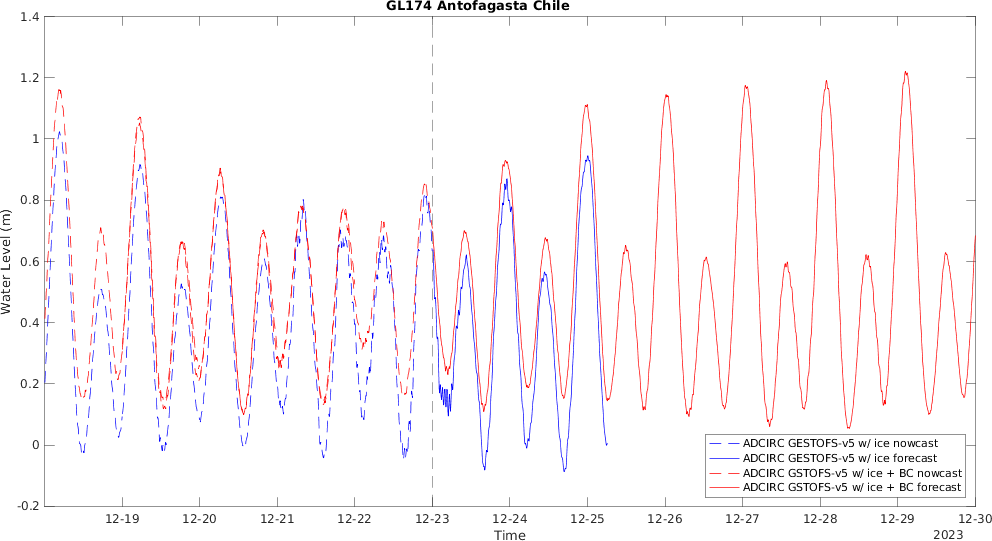 GL174 Antofagasta Chile
1.4
1.2
1
0.8
0.6
0.4
0.2
0
-0.2
Water Level (m)
ADCIRC GESTOFS-v5 w/ ice nowcast
ADCIRC GESTOFS-v5 w/ ice forecast
ADCIRC GSTOFS-v5 w/ ice + BC nowcast
ADCIRC GSTOFS-v5 w/ ice + BC forecast
12-19 12-20 12-21 12-22 12-23 12-24 12-25 12-26 12-27 12-28 12-29 12-30
Time
2023